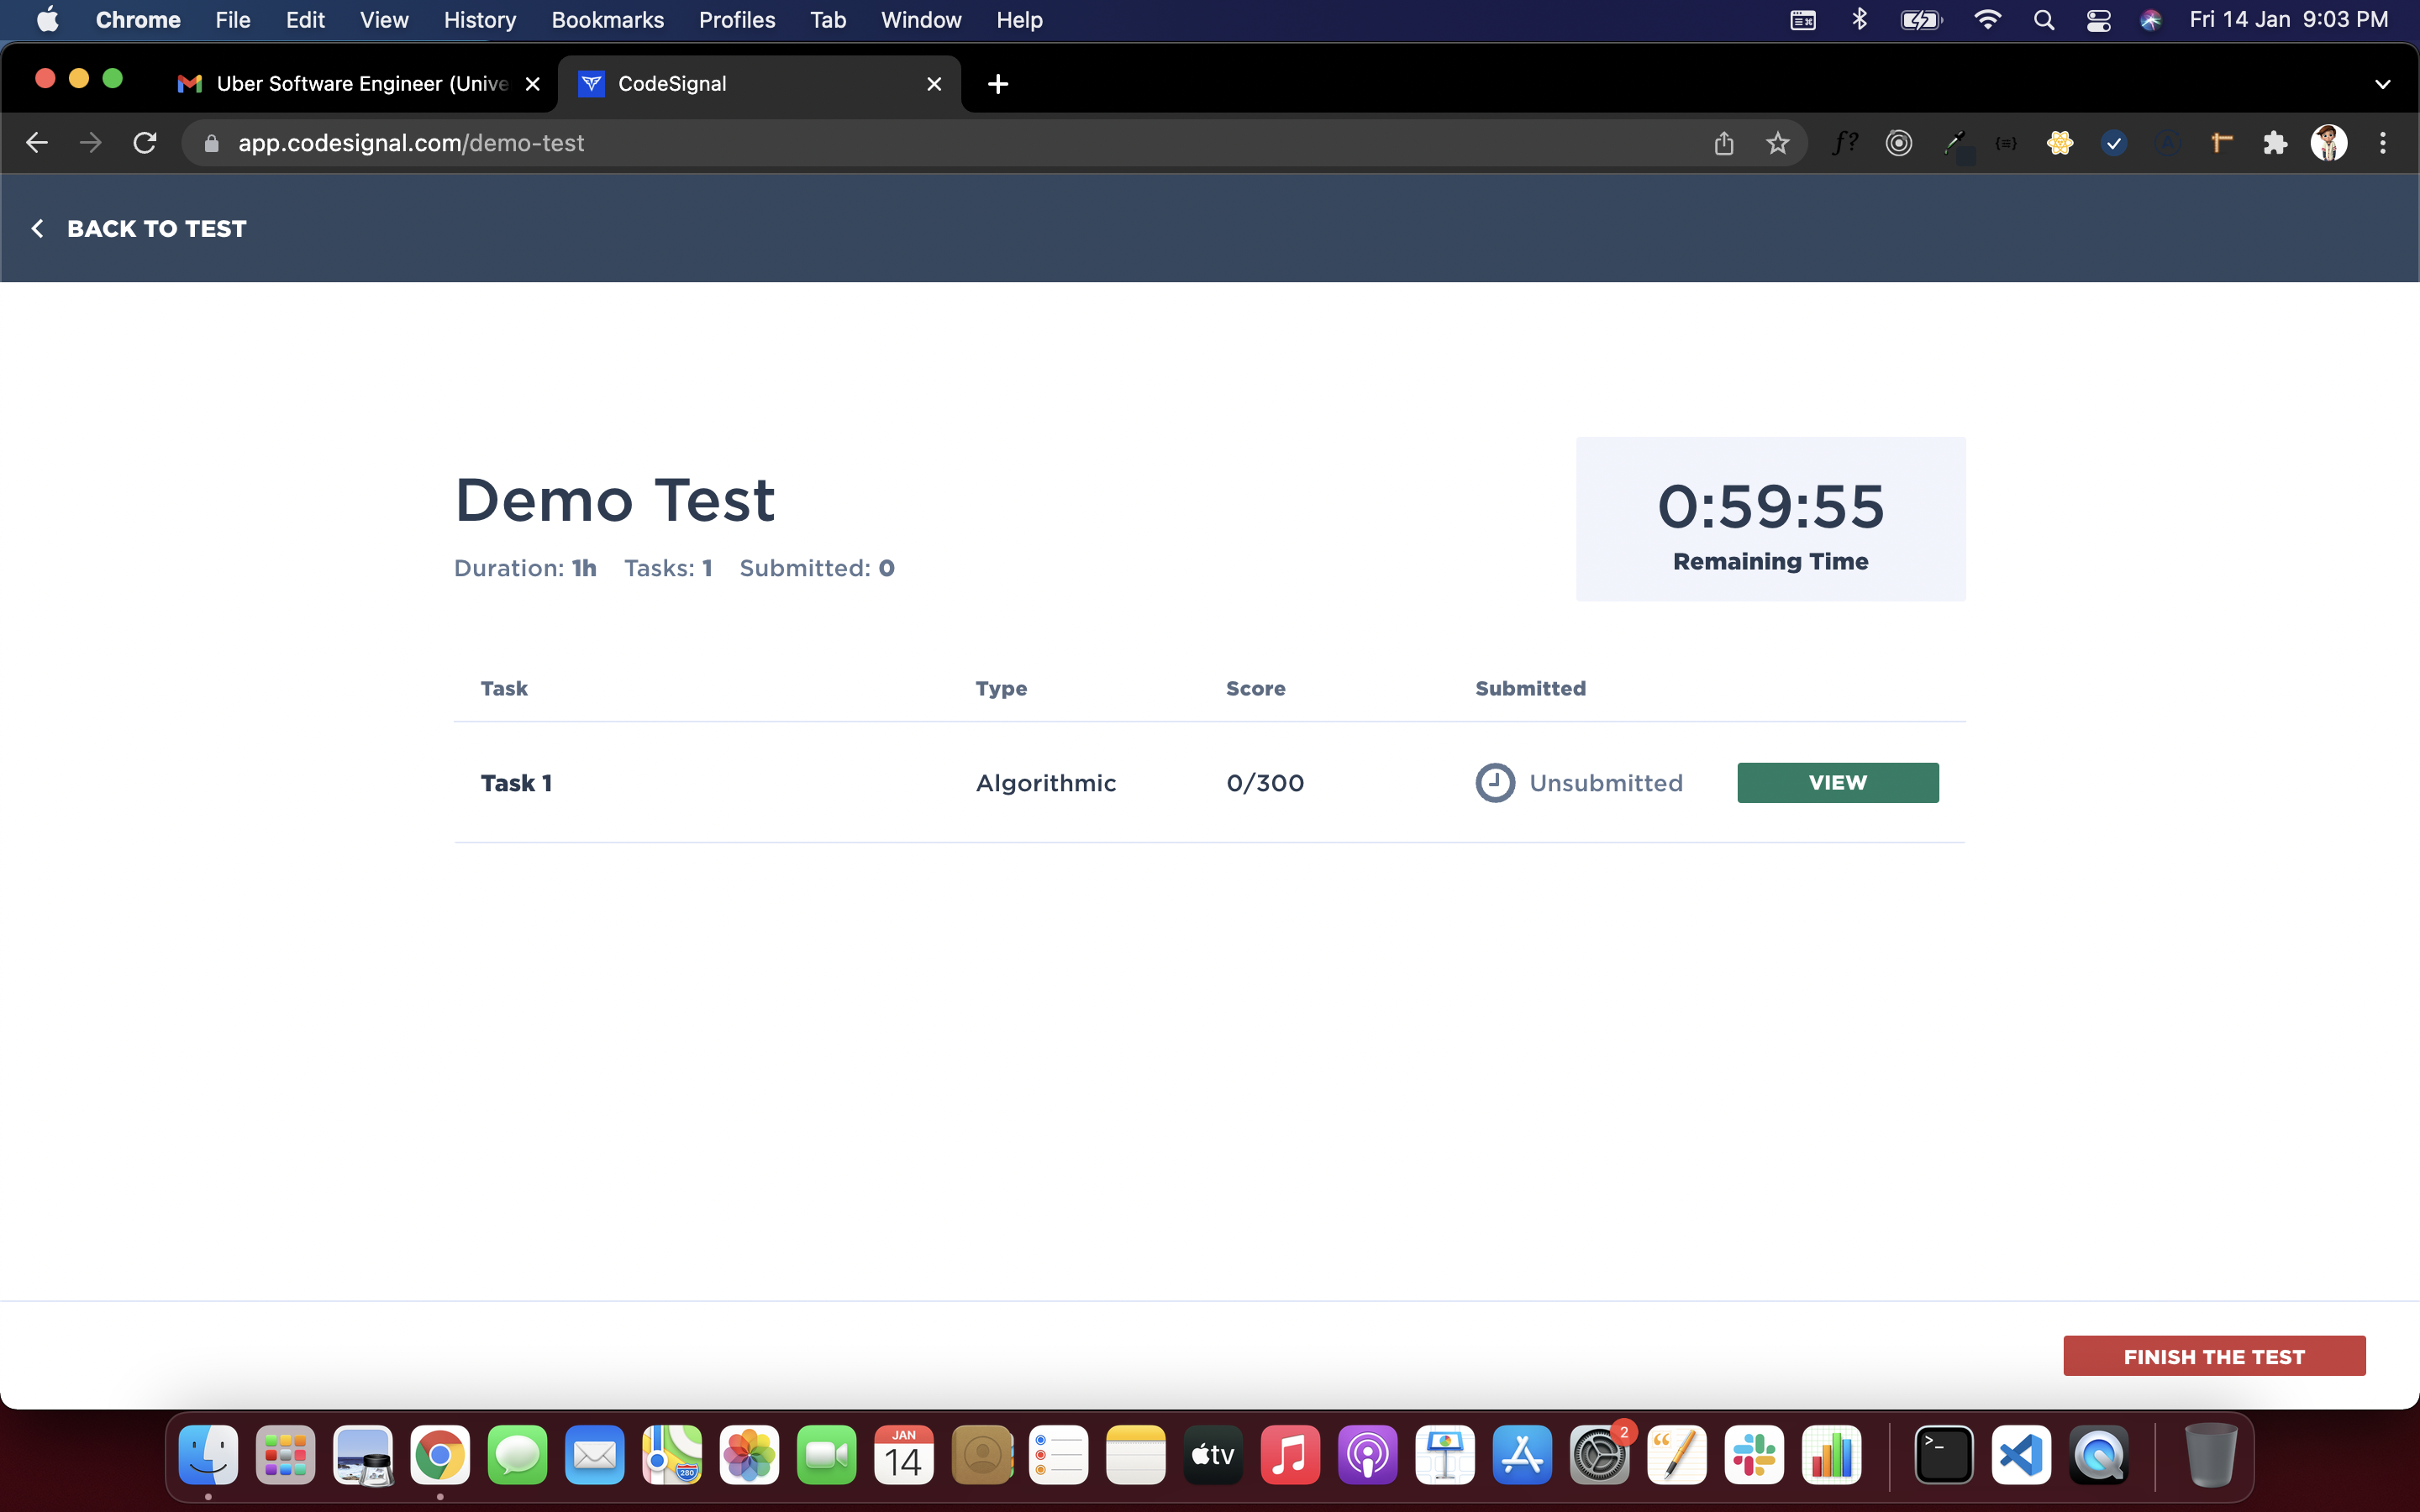 Chrome File Edit View History Bookmarks Profiles Tab Window Help Fri 14 Jan 9:03 PM
Uber Software Engineer (Unive CodeSignal
app.codesignal.com/demo-test
BACK TO TEST
Demo Test
0:59:55
Remaining Time
Duration: 1h Tasks: 1 Submitted: 0
Task Type Score Submitted
Task 1 Algorithmic 0/300 Unsubmitted VIEW
FINISH THE TEST
JAN
14
280
tv
2